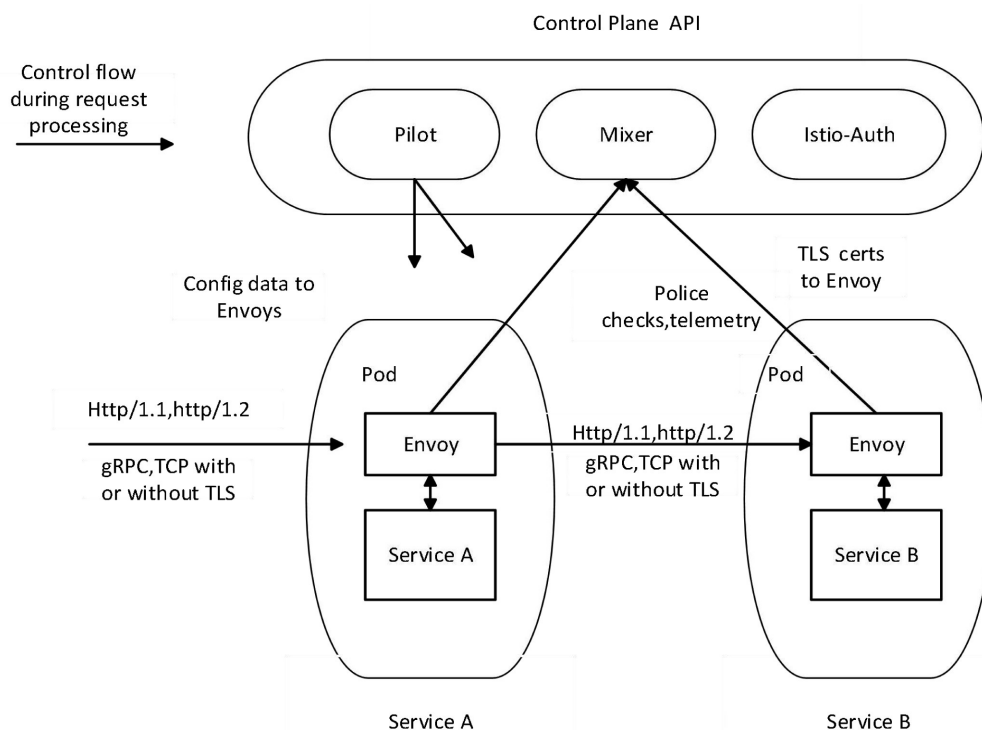 Control Plane API
Control flow
during request
processing
Pilot
Mixer
Istio-Auth
Config data to
Envoys
TLS certs
to Envoy
Police
checks,telemetry
Pod
Pod
Http/1.1,http/1.2
gRPC,TCP with
or without TLS
Envoy
Http/1.1,http/1.2
gRPC,TCP with
or without TLS
Envoy
Service A
Service B
Service A
Service B